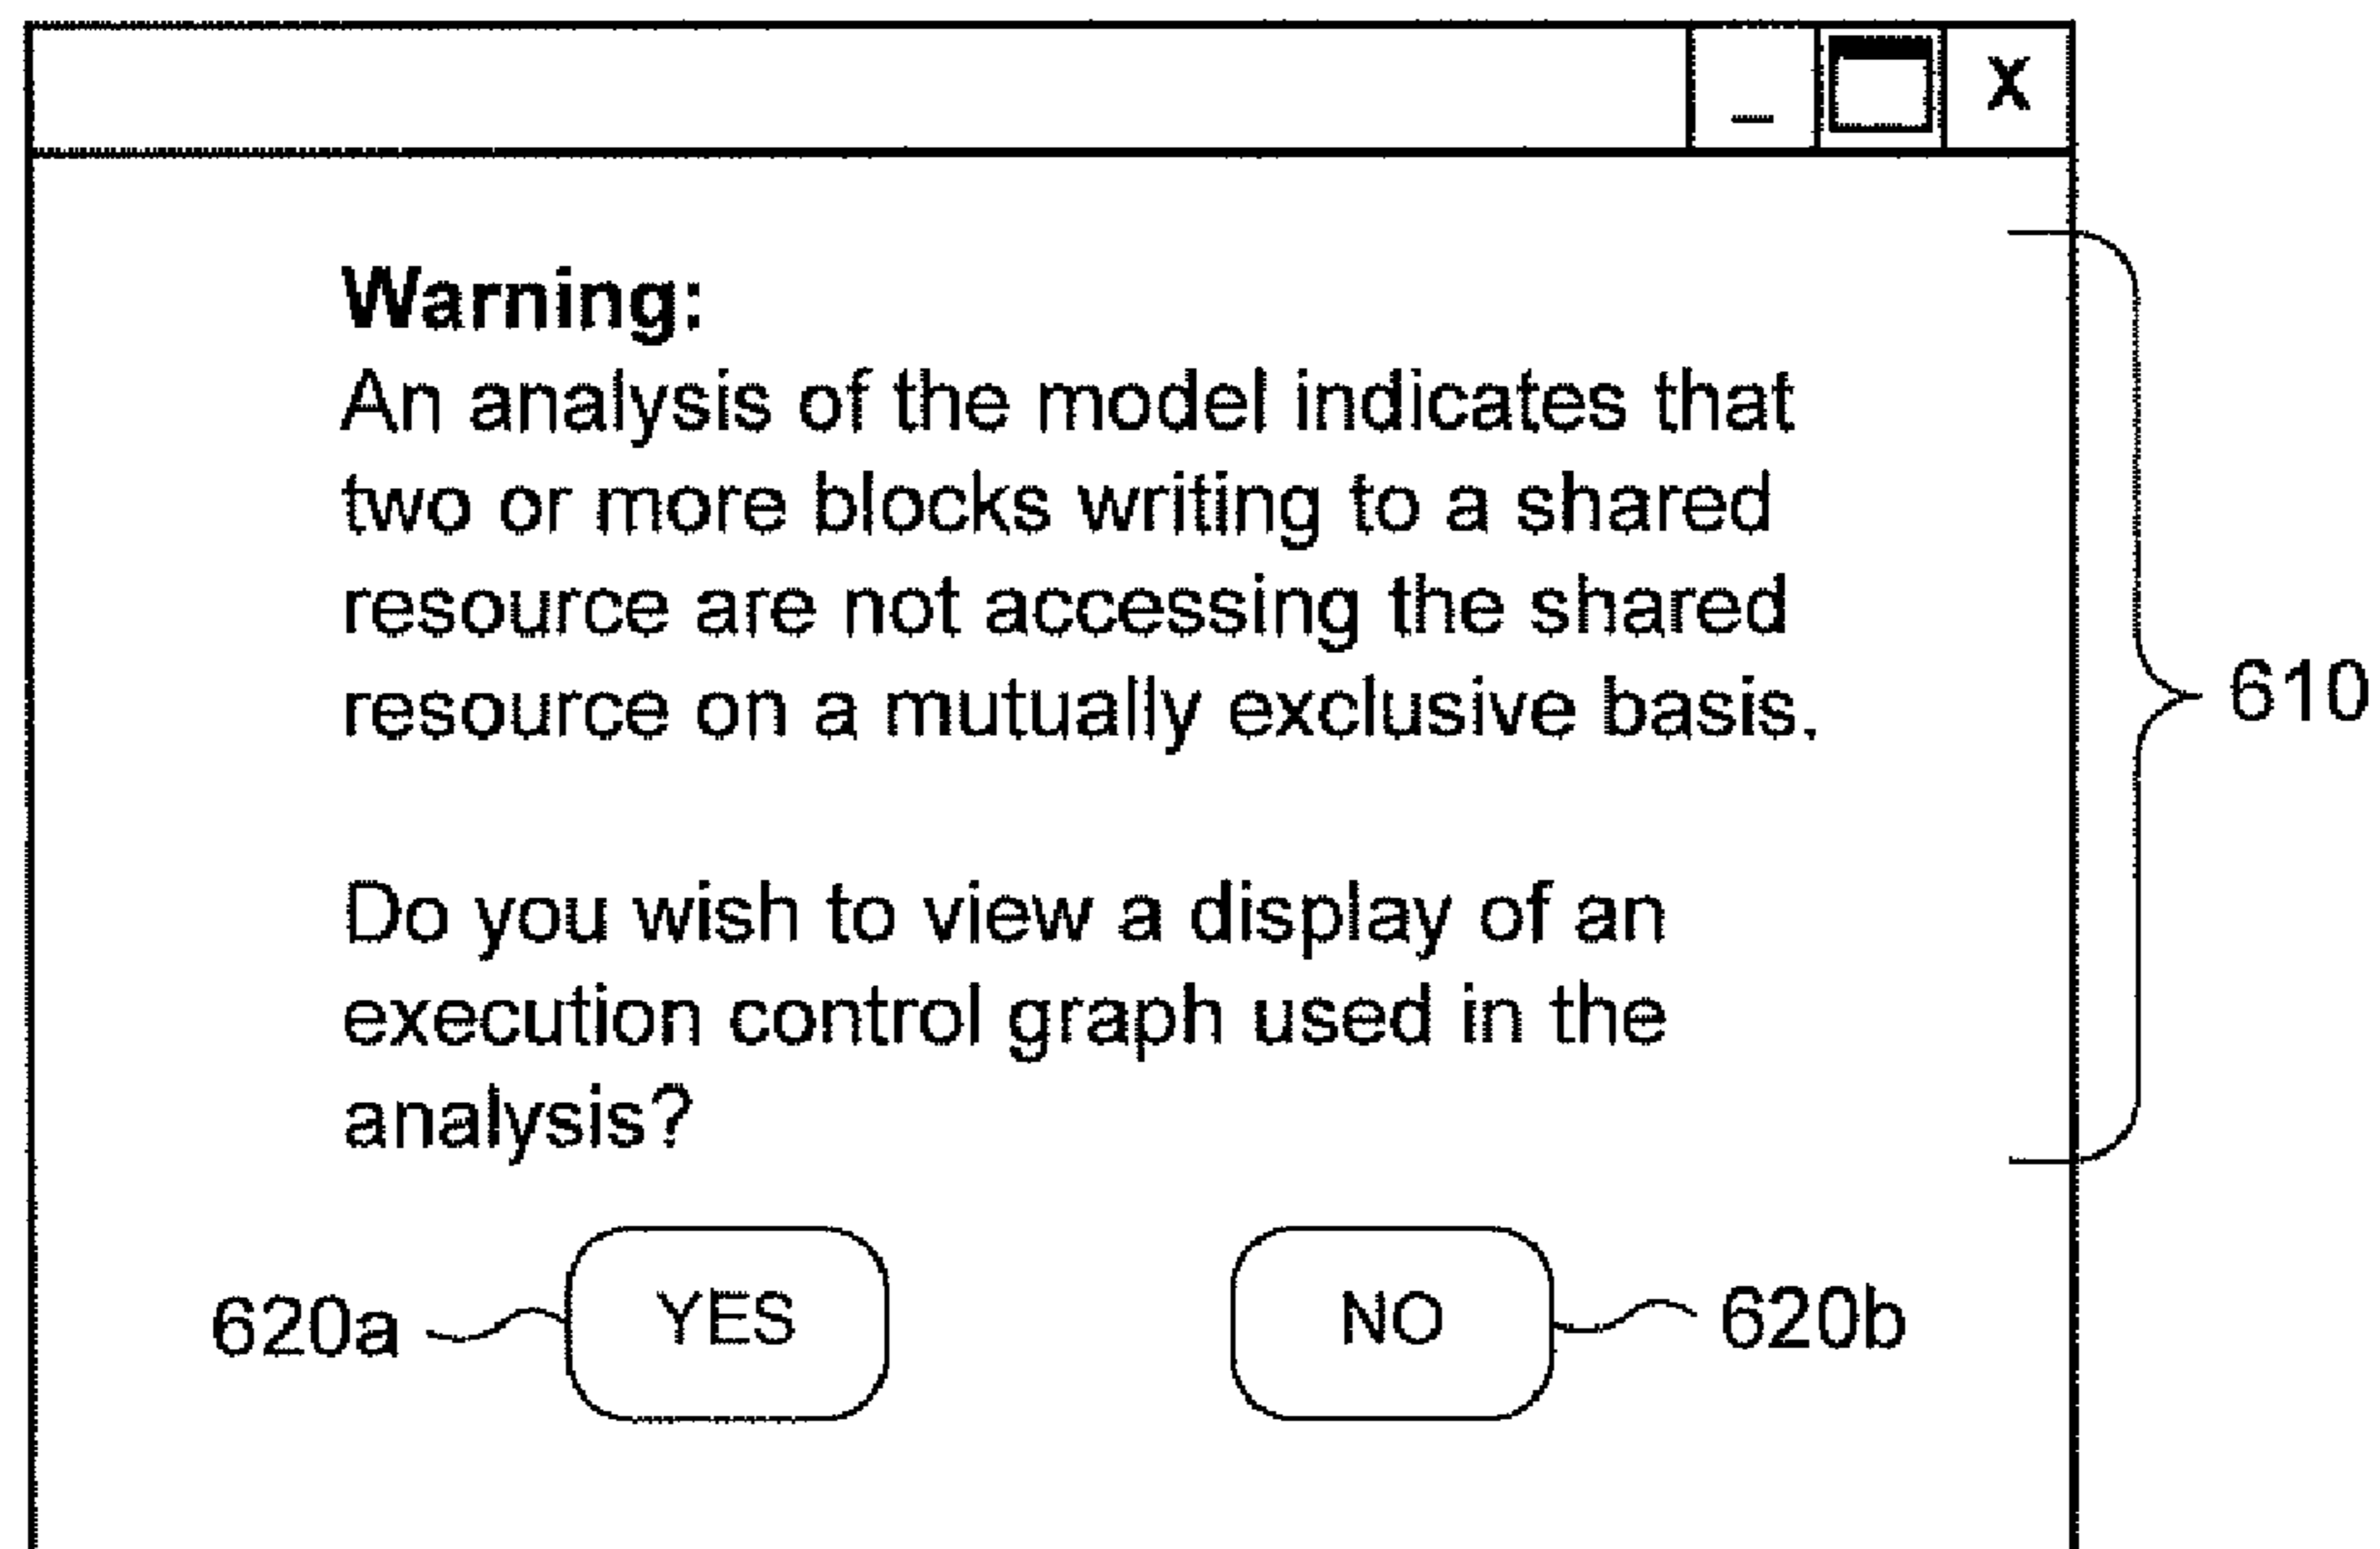 _ X
Warning:
An analysis of the model indicates that
two or more blocks writing to a shared
resource are not accessing the shared
resource on a mutually exclusive basis.
610
Do you wish to view a display of an
execution control graph used in the
analysis?
620a YES NO 620b